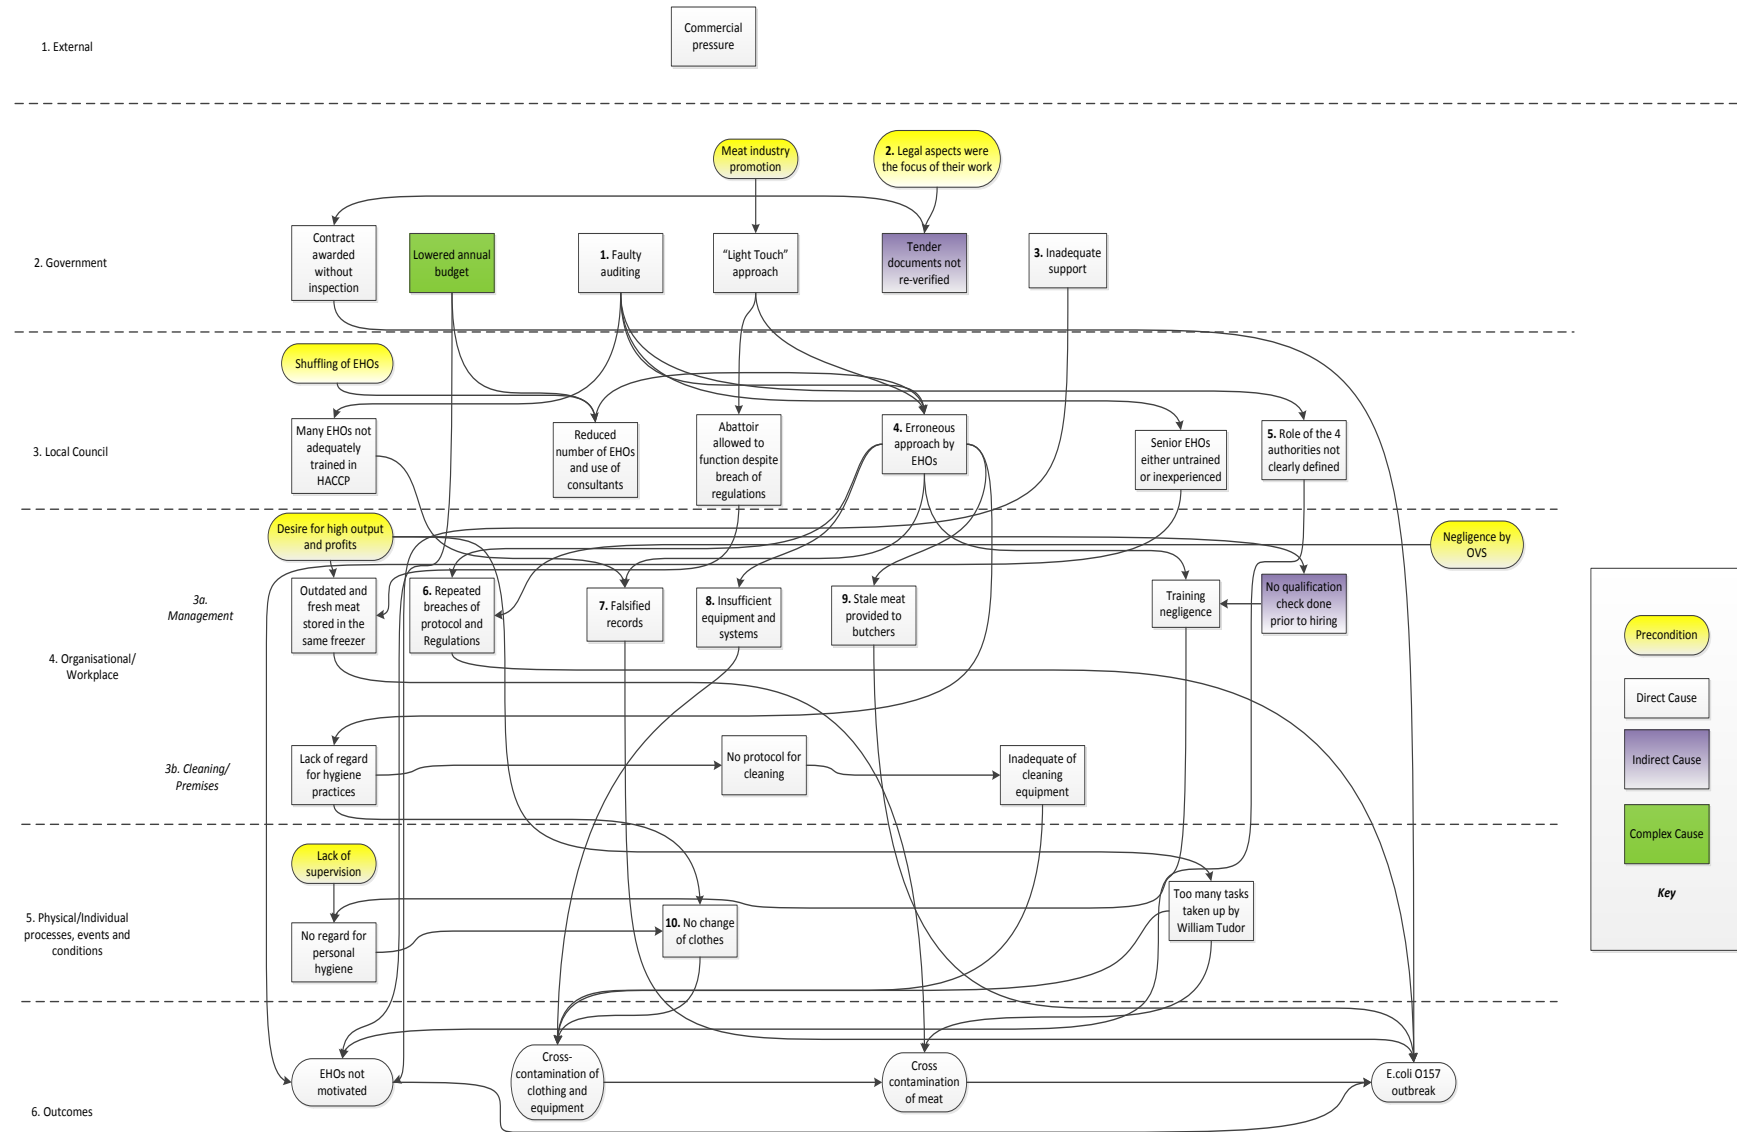 Commercial
pressure
1. External
Meat industry
promotion
2. Legal aspects were
the focus of their work
2. Government
Contract
awarded
without
inspection
Lowered annual
budget
1. Faulty
auditing
“Light Touch”
approach
Tender
documents not
re-verified
3. Inadequate
support
Shuffling of EHOs
3. Local Council
Many EHOs not
adequately
trained in
HACCP
Reduced
number of EHOs
and use of
consultants
Abattoir
allowed to
function despite
breach of
regulations
4. Erroneous
approach by
EHOs
Senior EHOs
either untrained
or inexperienced
5. Role of the 4
authorities not
clearly defined
Desire for high output
and profits
Negligence by
OVS
3a.
Management
Outdated and
fresh meat
stored in the
same freezer
6. Repeated
breaches of
protocol and
Regulations
7. Falsified
records
8. Insufficient
equipment and
systems
9. Stale meat
provided to
butchers
Training
negligence
No qualification
check done
prior to hiring
4. Organisational/
Workplace
3b. Cleaning/
Premises
Lack of regard
for hygiene
practices
No protocol for
cleaning
Inadequate of
cleaning
equipment
Lack of
supervision
5. Physical/Individual
processes, events and
conditions
No regard for
personal
hygiene
10. No change
of clothes
Too many tasks
taken up by
William Tudor
6. Outcomes
EHOs not
motivated
Cross-
contamination of
clothing and
equipment
Cross
contamination
of meat
E.coli O157
outbreak
Precondition
Direct Cause
Indirect Cause
Complex Cause
Key